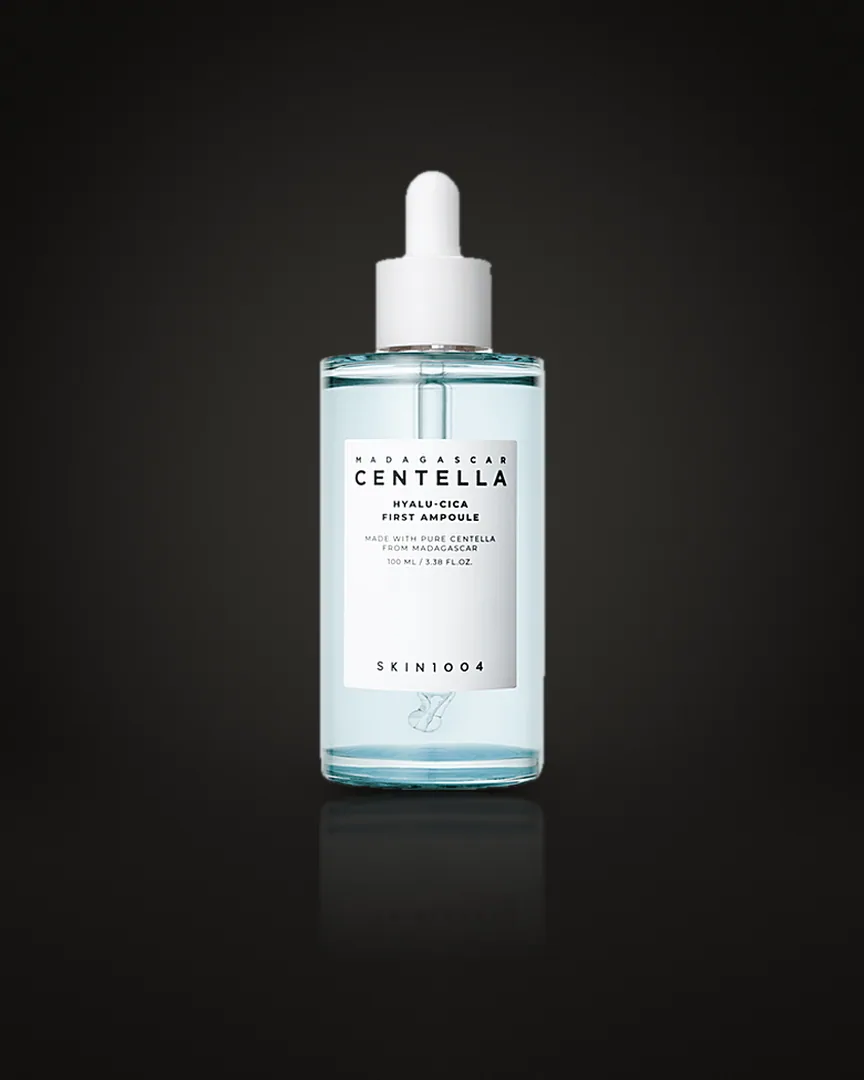 MADAGASCAR
CENTELLA
HYALU-CICA
FIRST AMPOULE
MADE WITH PURE CENTELLA
FROM MADAGASCAR
100 ML / 3.38 FL.OZ.
SKIN1004